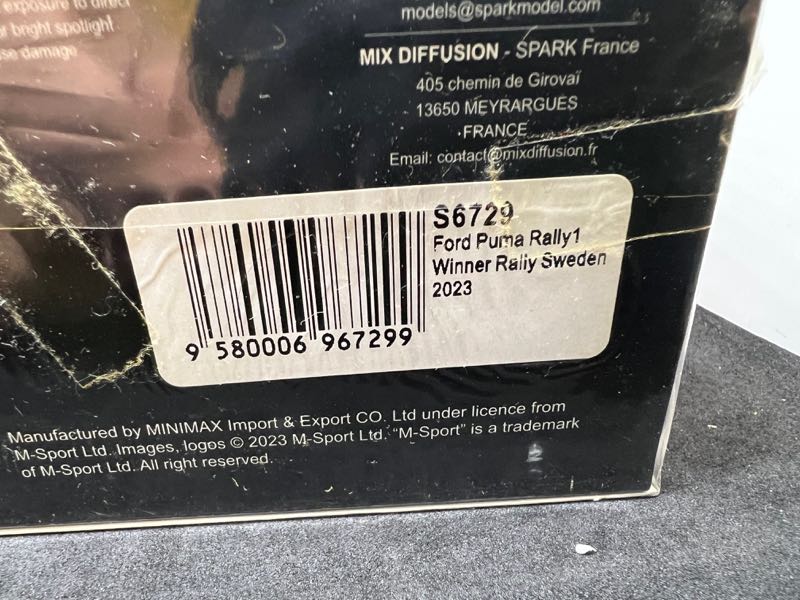 exposure to direct
or bright spotlight
damage
models@sparkmodel.com
MIX DIFFUSION - SPARK France
405 chemin de Girovaï
13650 MEYRARGUES
FRANCE
Email: contact@mixdiffusion.fr
S6729
Ford Puma Rally1
Winner Rally Sweden
2023
9 580006 967299
Manufactured by MINIMAX Import & Export CO. Ltd under licence from
M-Sport Ltd. Images, logos © 2023 M-Sport Ltd. "M-Sport" is a trademark
of M-Sport Ltd. All right reserved.